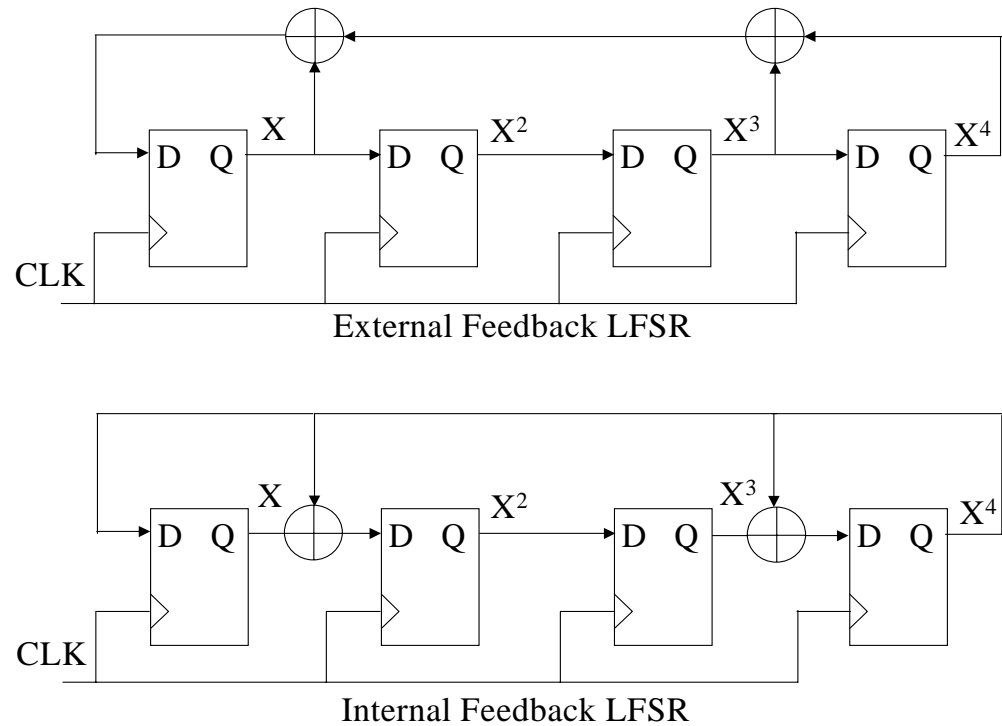 X X² X³ X⁴
D Q D Q D Q D Q
CLK
External Feedback LFSR
X X² X³ X⁴
D Q D Q D Q D Q
CLK
Internal Feedback LFSR